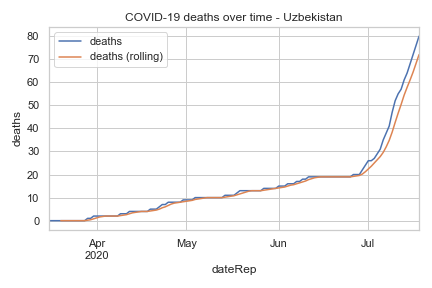 COVID-19 deaths over time - Uzbekistan
deaths
deaths (rolling)
80
70
60
50
40
30
20
10
0
deaths
Apr
2020
May
Jun
Jul
dateRep